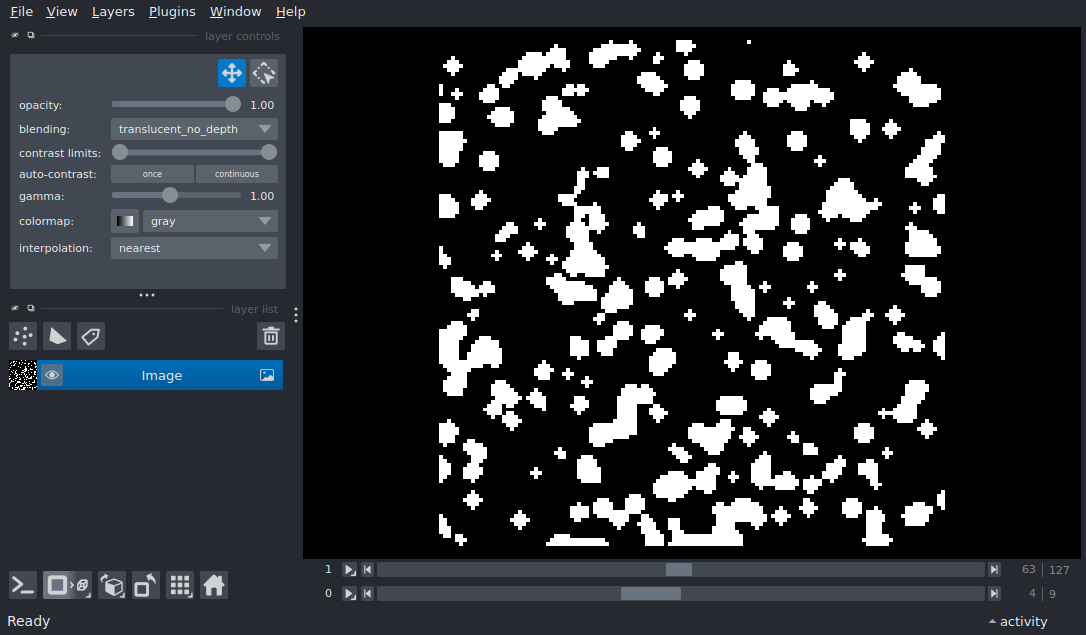 File View Layers Plugins Window Help
layer controls
opacity: 1.00
blending: translucent_no_depth
contrast limits:
auto-contrast: once continuous
gamma: 1.00
colormap: gray
interpolation: nearest
layer list
Image
1 63 127
0 4 9
Ready activity